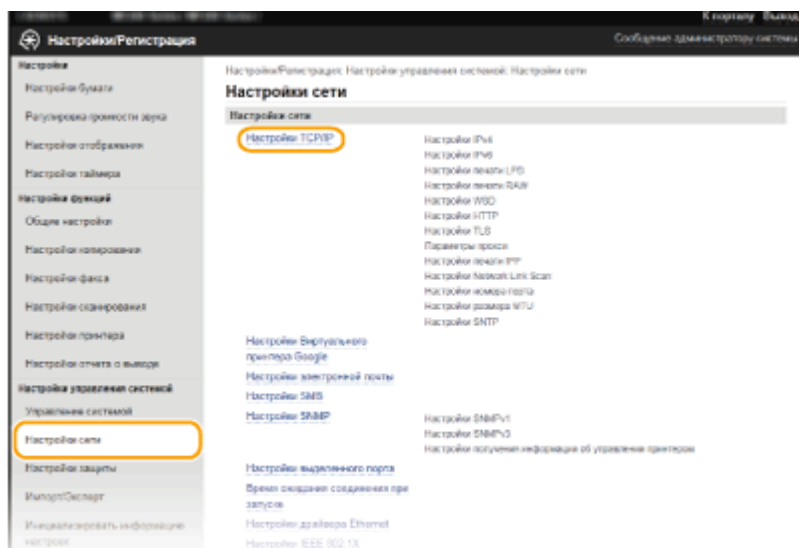 К порталу Выход
Настройки/Регистрация
Сообщение администратору системы
Настройки
Настройки бумаги
Регулировка громкости звука
Настройки отображения
Настройки таймера
Настройки функций
Общие настройки
Настройки копирования
Настройки факса
Настройки сканирования
Настройки принтера
Настройки отчета о выводе
Настройки управления системой
Управление системой
Настройки сети
Настройки защиты
Импорт/Экспорт
Инициализировать информацию
настроек
Настройки/Регистрация: Настройки управления системой: Настройки сети
Настройки сети
Настройки сети
Настройки TCP/IP
Настройки IPv4
Настройки IPv6
Настройки печати LPD
Настройки печати RAW
Настройки WSD
Настройки HTTP
Настройки TLS
Параметры прокси
Настройки печати IPP
Настройки Network Link Scan
Настройки номера порта
Настройки размера MTU
Настройки SNTP
Настройки Виртуального
принтера Google
Настройки электронной почты
Настройки SMB
Настройки SNMP
Настройки SNMPv1
Настройки SNMPv3
Настройки получения информации об управлении принтером
Настройки выделенного порта
Время ожидания соединения при
запуске
Настройки драйвера Ethernet
Настройки IEEE 802.1X